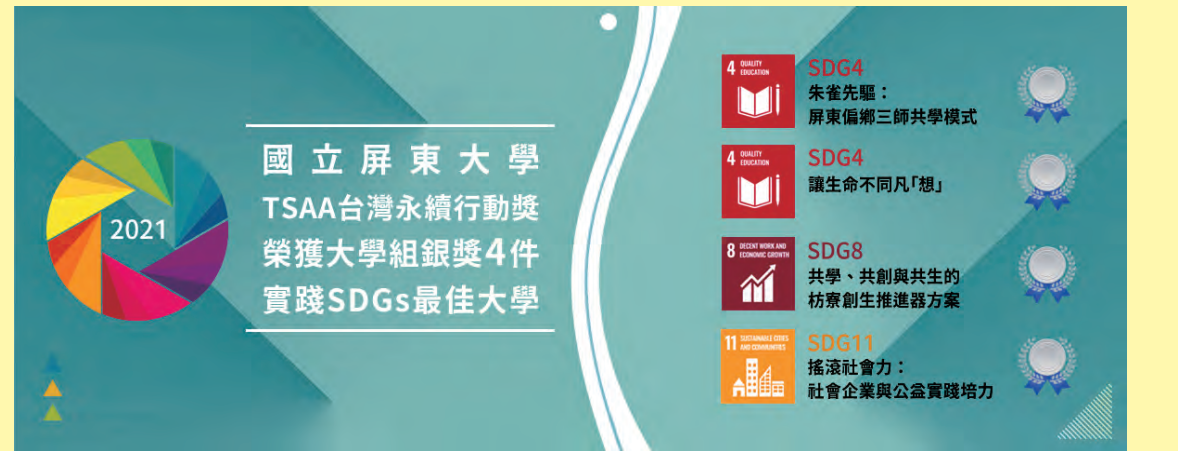 2021
國立屏東大學
TSAA台灣永續行動獎
榮獲大學組銀獎4件
實踐SDGs最佳大學
4 QUALITY
EDUCATION
SDG4
朱雀先驅：
屏東偏鄉三師共學模式
4 QUALITY
EDUCATION
SDG4
讓生命不同凡「想」
8 DECENT WORK AND
ECONOMIC GROWTH
SDG8
共學、共創與共生的
枋寮創生推進器方案
11 SUSTAINABLE CITIES
AND COMMUNITIES
SDG11
搖滾社會力：
社會企業與公益實踐培力